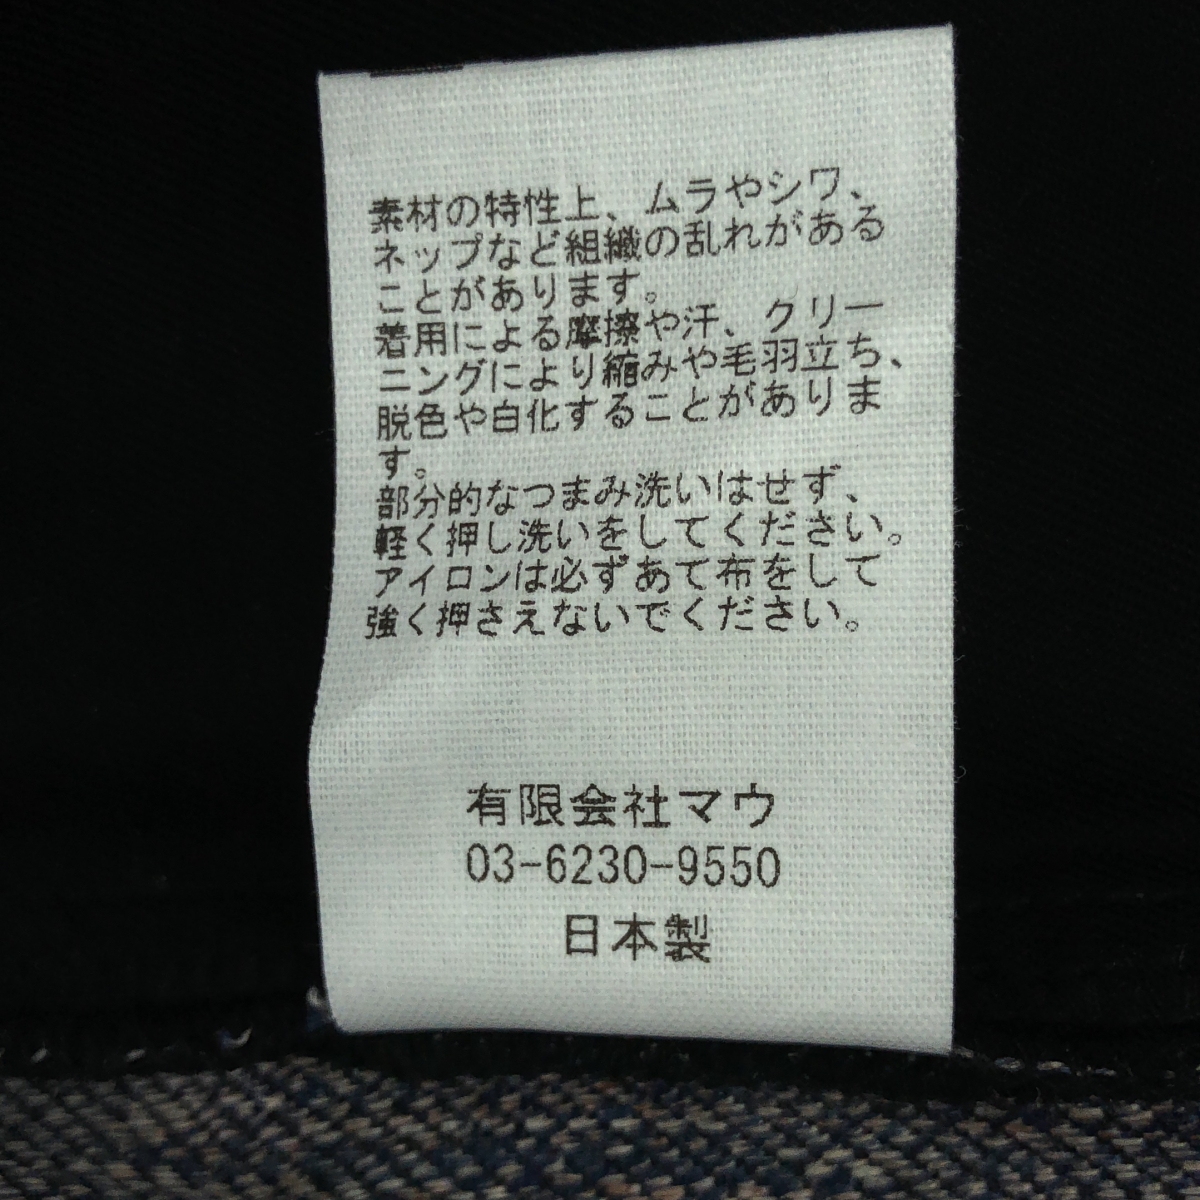 素材の特性上、ムラやシワ、
ネップなど組織の乱れがある
ことがあります。
着用による摩擦や汗、クリー
ニングにより縮みや毛羽立ち、
脱色や白化することがありま
す。
部分的なつまみ洗いはせず、
軽く押し洗いをしてください。
アイロンは必ずあて布をして
強く押さえないでください。
有限会社マウ
03-6230-9550
日本製